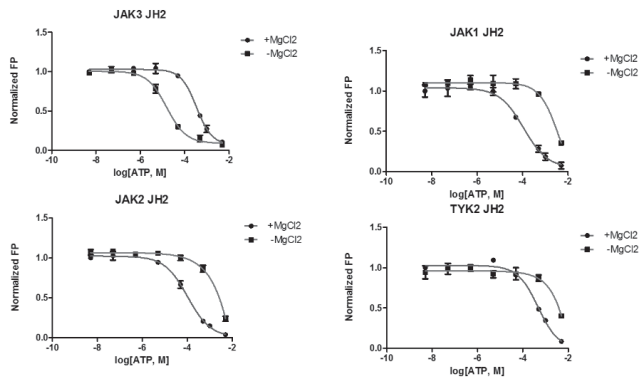 JAK3 JH2
1.5
1.0
0.5
0.0
Normalized FP
-10 -8 -6 -4 -2 0
log[ATP, M]
+MgCl2
-MgCl2
JAK1 JH2
1.5
1.0
0.5
0.0
Normalized FP
-10 -8 -6 -4 -2 0
log[ATP, M]
+MgCl2
-MgCl2
JAK2 JH2
1.5
1.0
0.5
0.0
Normalized FP
-10 -8 -6 -4 -2 0
log[ATP, M]
+MgCl2
-MgCl2
TYK2 JH2
1.5
1.0
0.5
0.0
Normalized FP
-10 -8 -6 -4 -2 0
log[ATP, M]
+MgCl2
-MgCl2